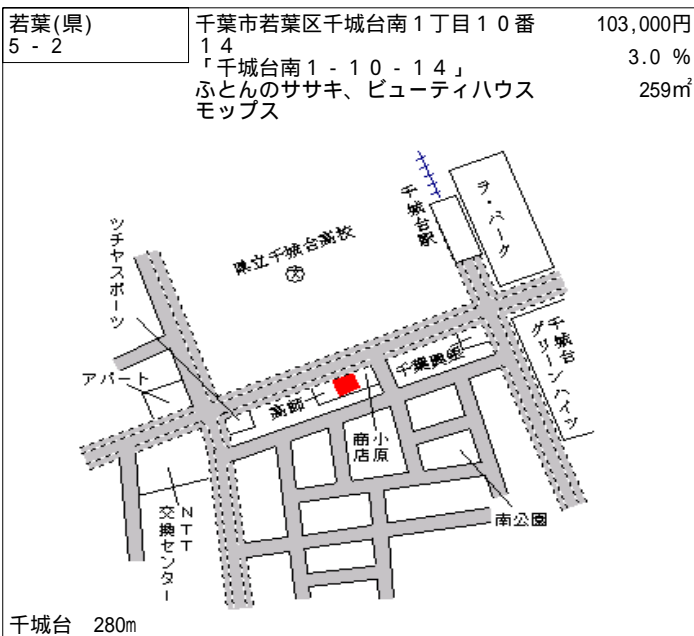 若葉(県)
5 - 2
千葉市若葉区千城台南１丁目１０番
１４
「千城台南１-１０-１４」
ふとんのササキ、ビューティハウス
モップス
103,000円
3.0 %
259㎡
千城台駅
ラ・パーク
県立千城台高校
文
ツチヤスポーツ
アパート
千城台
グリーンハイツ
千葉興銀
高師
小原
商店
NTT
交換センター
南公園
千城台 280m